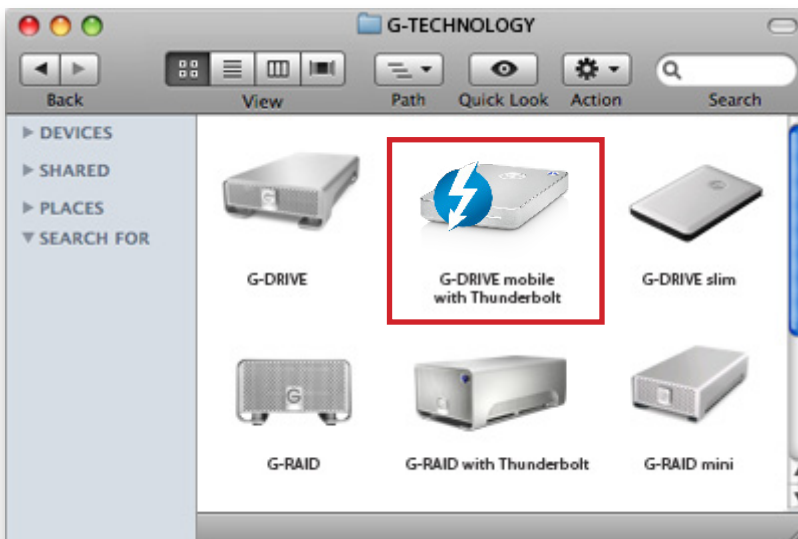 G-TECHNOLOGY
Back View Path Quick Look Action Search
DEVICES
SHARED
PLACES
SEARCH FOR
G-DRIVE
G-DRIVE mobile
with Thunderbolt
G-DRIVE slim
G-RAID
G-RAID with Thunderbolt
G-RAID mini